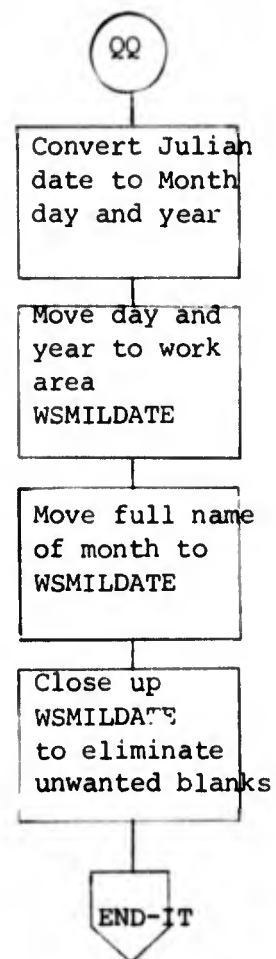 QQ
Convert Julian
date to Month
day and year
Move day and
year to work
area
WSMILDATE
Move full name
of month to
WSMILDATE
Close up
WSMILDATE
to eliminate
unwanted blanks
END-IT